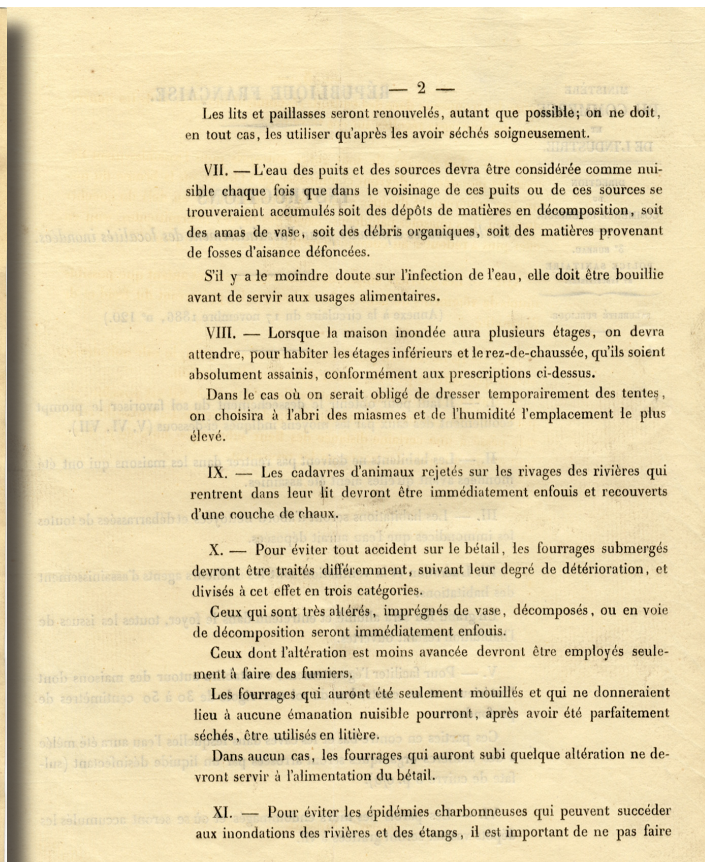 — 2 —
Les lits et paillasses seront renouvelés, autant que possible; on ne doit,
en tout cas, les utiliser qu'après les avoir séchés soigneusement.
VII. — L'eau des puits et des sources devra être considérée comme nui-
sible chaque fois que dans le voisinage de ces puits ou de ces sources se
trouveraient accumulés soit des dépôts de matières en décomposition, soit
des amas de vase, soit des débris organiques, soit des matières provenant
de fosses d'aisance défoncées.
S'il y a le moindre doute sur l'infection de l'eau, elle doit être bouillie
avant de servir aux usages alimentaires.
VIII. — Lorsque la maison inondée aura plusieurs étages, on devra
attendre, pour habiter les étages inférieurs et le rez-de-chaussée, qu'ils soient
absolument assainis, conformément aux prescriptions ci-dessus.
Dans le cas où on serait obligé de dresser temporairement des tentes,
on choisira à l'abri des miasmes et de l'humidité l'emplacement le plus
élevé.
IX. — Les cadavres d'animaux rejetés sur les rivages des rivières qui
rentrent dans leur lit devront être immédiatement enfouis et recouverts
d'une couche de chaux.
X. — Pour éviter tout accident sur le bétail, les fourrages submergés
devront être traités différemment, suivant leur degré de détérioration, et
divisés à cet effet en trois catégories.
Ceux qui sont très altérés, imprégnés de vase, décomposés, ou en voie
de décomposition seront immédiatement enfouis.
Ceux dont l'altération est moins avancée devront être employés seule-
ment à faire des fumiers.
Les fourrages qui auront été seulement mouillés et qui ne donneraient
lieu à aucune émanation nuisible pourront, après avoir été parfaitement
séchés, être utilisés en litière.
Dans aucun cas, les fourrages qui auront subi quelque altération ne de-
vront servir à l'alimentation du bétail.
XI. — Pour éviter les épidémies charbonneuses qui peuvent succéder
aux inondations des rivières et des étangs, il est important de ne pas faire